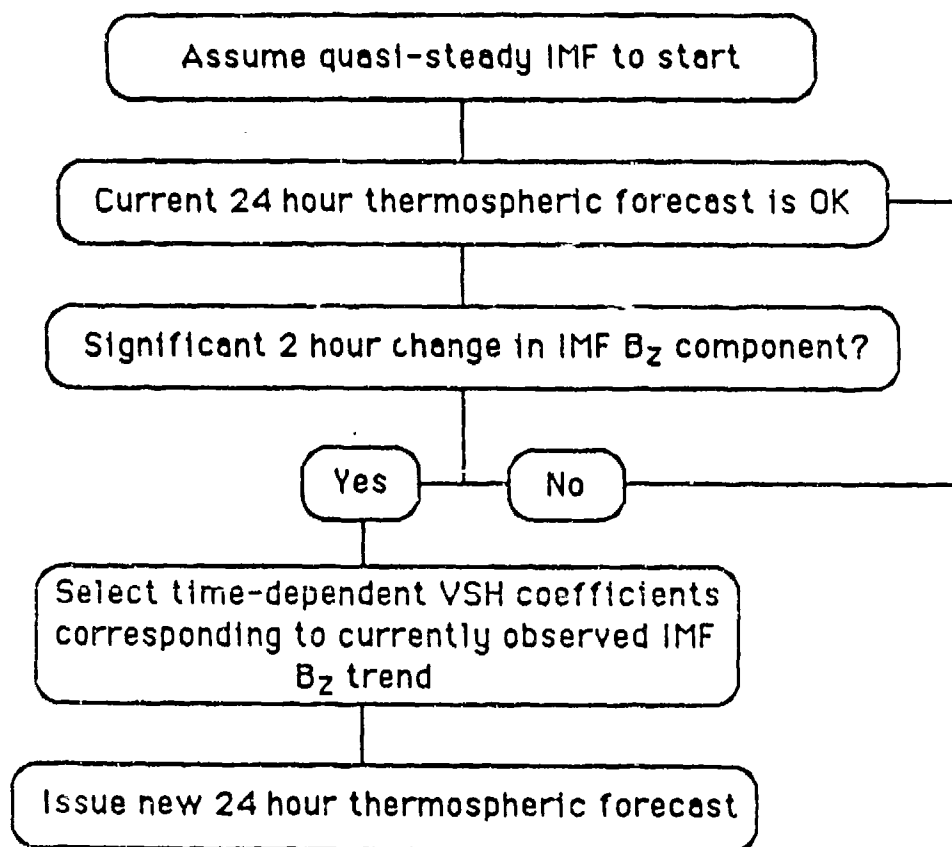 Assume quasi-steady IMF to start
Current 24 hour thermospheric forecast is OK
Significant 2 hour change in IMF Bz component?
Yes
No
Select time-dependent VSH coefficients
corresponding to currently observed IMF
Bz trend
Issue new 24 hour thermospheric forecast